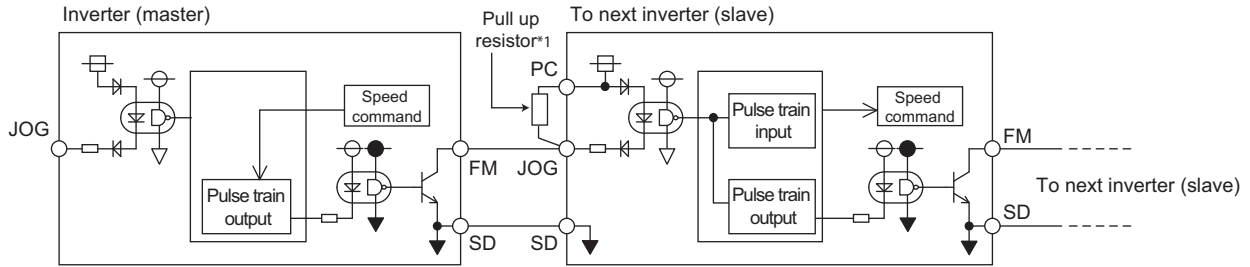 Inverter (master)
Pull up
resistor*1
To next inverter (slave)
PC
JOG
Speed
command
Pulse train
output
FM
SD
JOG
SD
Pulse train
input
Speed
command
Pulse train
output
FM
SD
To next inverter (slave)